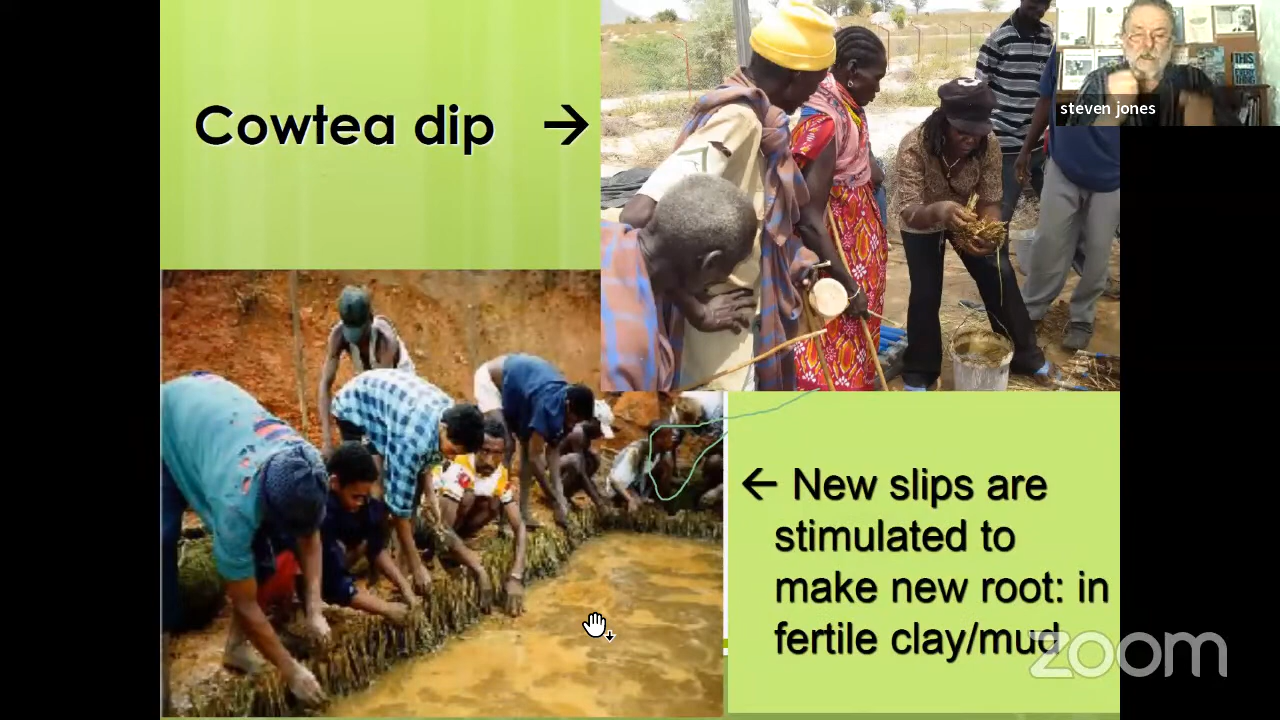 Cowtea dip →
steven jones
← New slips are
stimulated to
make new root: in
fertile clay/mud
zoom